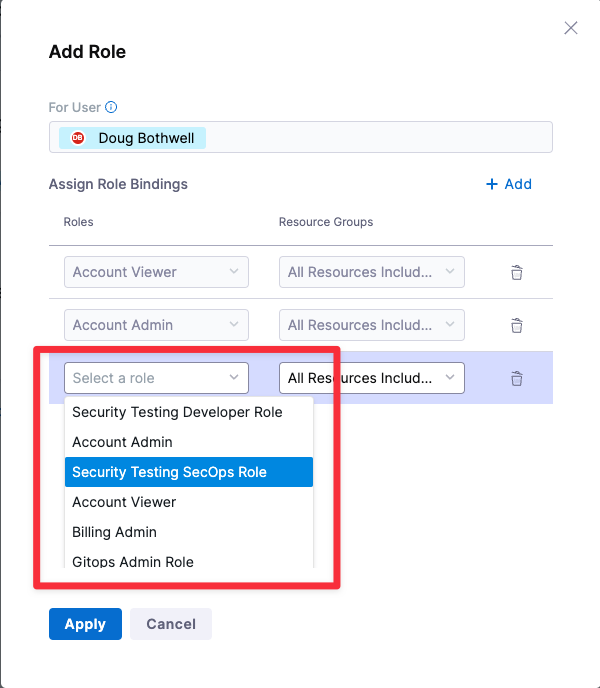 Add Role
For User
DB Doug Bothwell
Assign Role Bindings + Add
Roles Resource Groups
Account Viewer All Resources Includ...
Account Admin All Resources Includ...
Select a role All Resources Includ...
Security Testing Developer Role
Account Admin
Security Testing SecOps Role
Account Viewer
Billing Admin
Gitops Admin Role
Apply Cancel